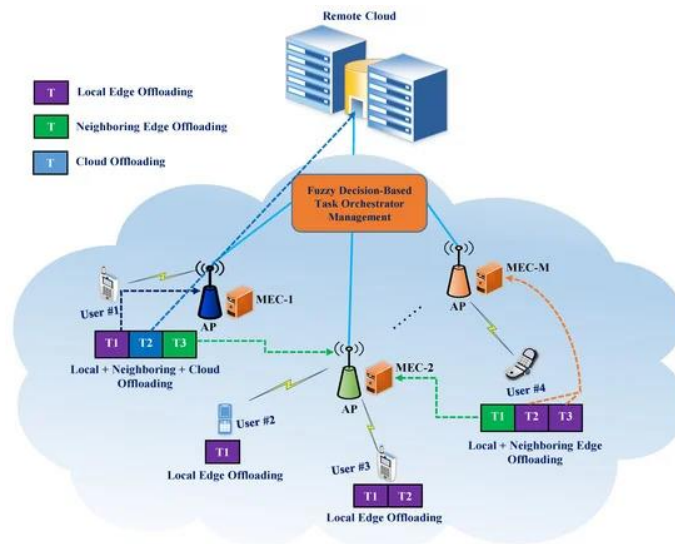 Remote Cloud
T Local Edge Offloading
T Neighboring Edge Offloading
T Cloud Offloading
Fuzzy Decision-Based
Task Orchestrator
Management
MEC-M
AP
User #1
MEC-1
AP
T1 T2 T3
Local + Neighboring + Cloud
Offloading
MEC-2
AP
User #4
T1 T2 T3
Local + Neighboring Edge
Offloading
User #2
T1
Local Edge Offloading
User #3
T1 T2
Local Edge Offloading